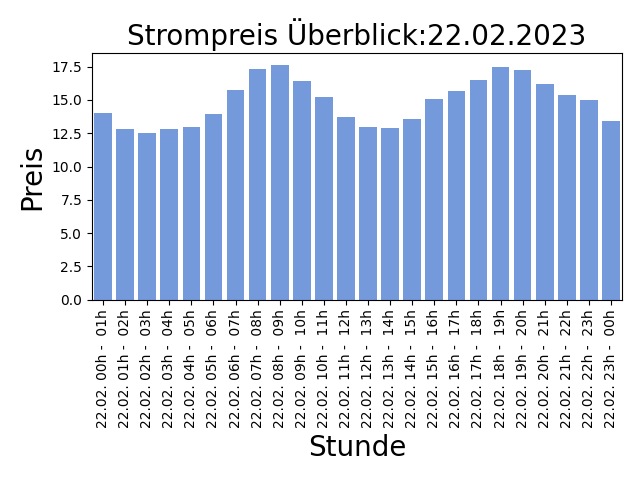 Strompreis Überblick:22.02.2023
Preis
17.5
15.0
12.5
10.0
7.5
5.0
2.5
0.0
22.02. 00h - 01h
22.02. 01h - 02h
22.02. 02h - 03h
22.02. 03h - 04h
22.02. 04h - 05h
22.02. 05h - 06h
22.02. 06h - 07h
22.02. 07h - 08h
22.02. 08h - 09h
22.02. 09h - 10h
22.02. 10h - 11h
22.02. 11h - 12h
22.02. 12h - 13h
22.02. 13h - 14h
22.02. 14h - 15h
22.02. 15h - 16h
22.02. 16h - 17h
22.02. 17h - 18h
22.02. 18h - 19h
22.02. 19h - 20h
22.02. 20h - 21h
22.02. 21h - 22h
22.02. 22h - 23h
22.02. 23h - 00h
Stunde